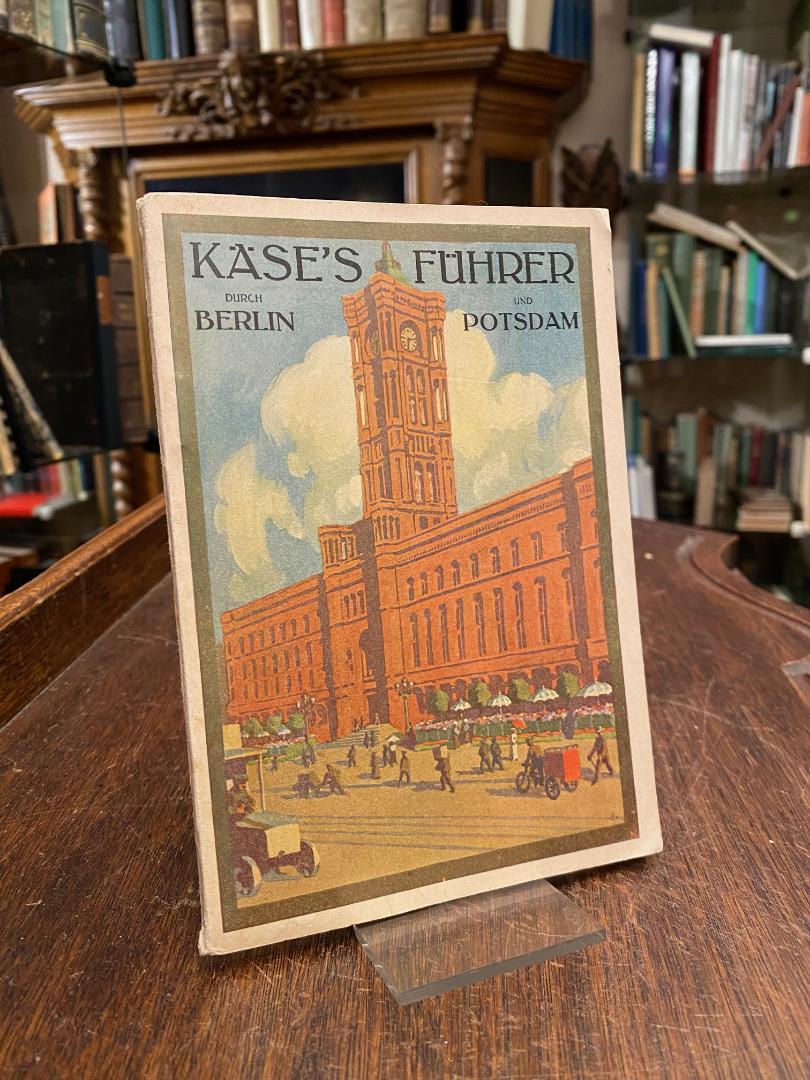 KÄSE'S FÜHRER
DURCH UND
BERLIN POTSDAM